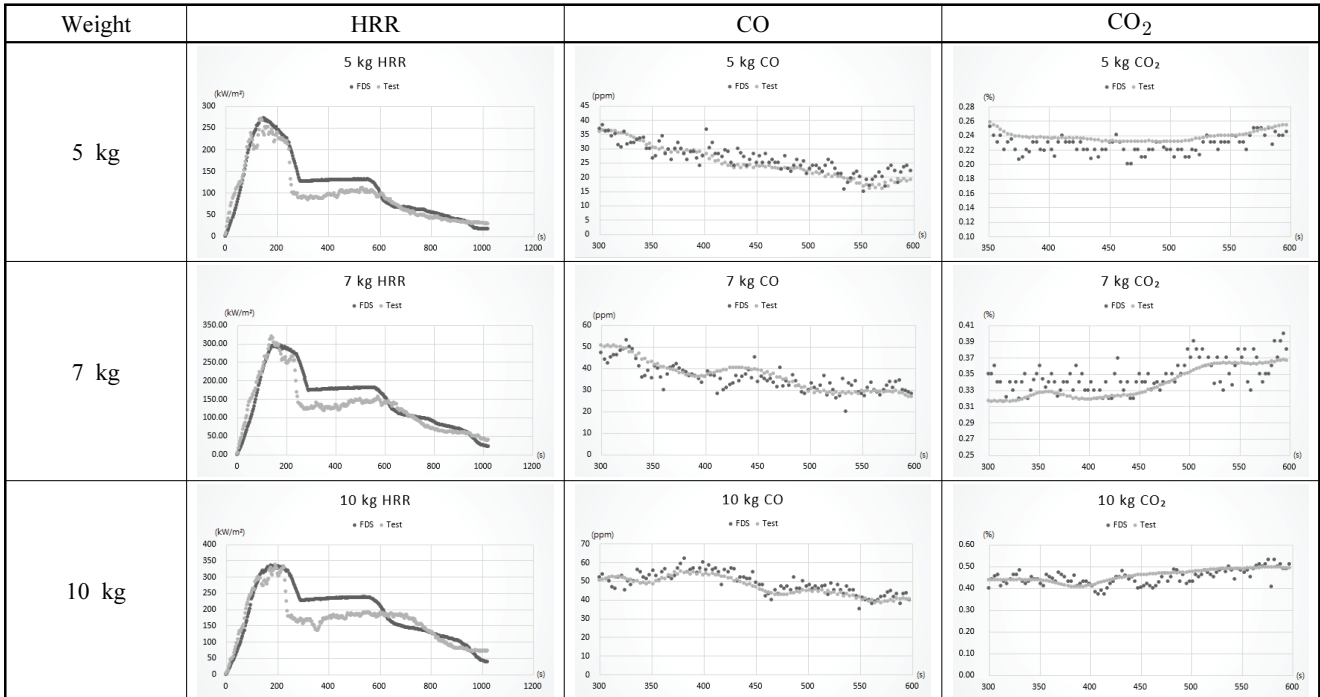 Weight HRR CO CO₂
5 kg
5 kg HRR
• FDS • Test
(kW/m²)
300
250
200
150
100
50
0
0 200 400 600 800 1000 1200
(s)
5 kg CO
• FDS • Test
(ppm)
45
40
35
30
25
20
15
10
5
0
300 350 400 450 500 550 600
(s)
5 kg CO₂
• FDS • Test
(%)
0.28
0.26
0.24
0.22
0.20
0.18
0.16
0.14
0.12
0.10
350 400 450 500 550 600
(s)
7 kg
7 kg HRR
• FDS • Test
(kW/m²)
350.00
300.00
250.00
200.00
150.00
100.00
50.00
0.00
0 200 400 600 800 1000 1200
(s)
7 kg CO
• FDS • Test
(ppm)
60
50
40
30
20
10
0
300 350 400 450 500 550 600
(s)
7 kg CO₂
• FDS • Test
(%)
0.41
0.39
0.37
0.35
0.33
0.31
0.29
0.27
0.25
300 350 400 450 500 550 600
(s)
10 kg
10 kg HRR
• FDS • Test
(kW/m²)
400
350
300
250
200
150
100
50
0
0 200 400 600 800 1000 1200
(s)
10 kg CO
• FDS • Test
(ppm)
70
60
50
40
30
20
10
0
300 350 400 450 500 550 600
(s)
10 kg CO₂
• FDS • Test
(%)
0.60
0.50
0.40
0.30
0.20
0.10
0.00
300 350 400 450 500 550 600
(s)